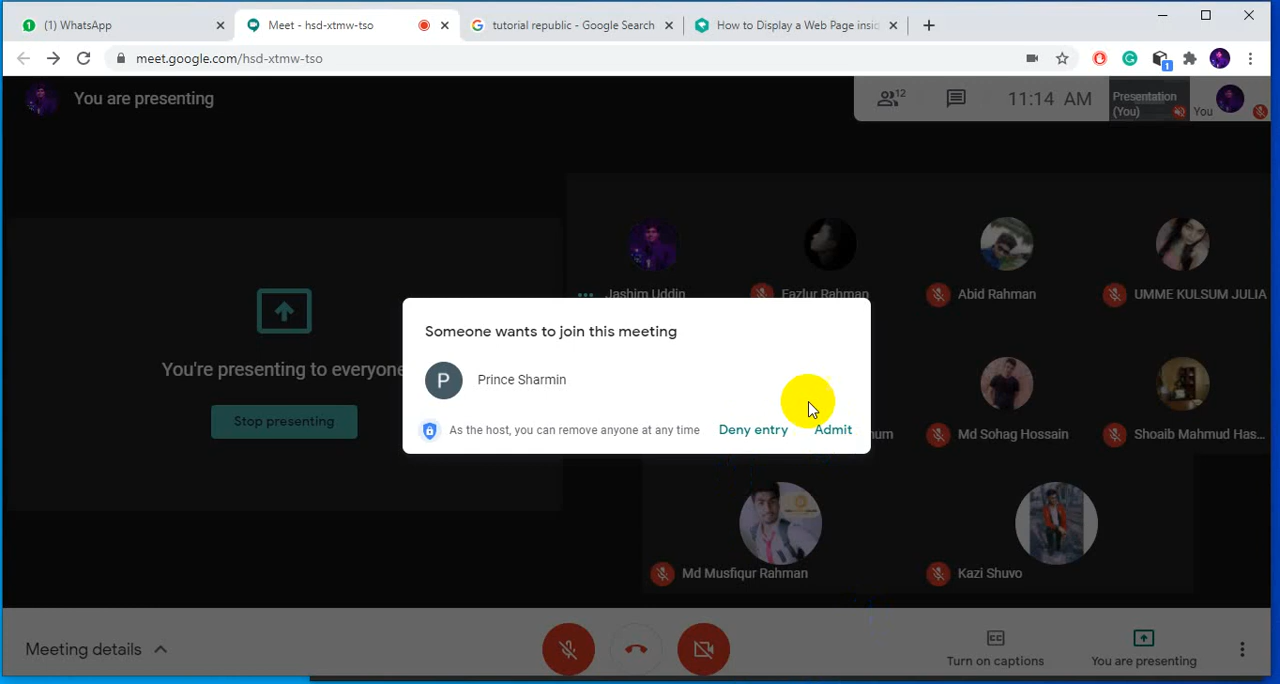 (1) WhatsApp
Meet - hsd-xtmw-tso
tutorial republic - Google Search
How to Display a Web Page insid
meet.google.com/hsd-xtmw-tso
1
You are presenting
12
11:14 AM
Presentation
(You)
You
Jashim Uddin
Fazlur Rahman
Abid Rahman
UMME KULSUM JULIA
You're presenting to everyone
Stop presenting
Someone wants to join this meeting
P
Prince Sharmin
As the host, you can remove anyone at any time
Deny entry
Admit
Md Sohag Hossain
Shoaib Mahmud Has...
Md Musfiqur Rahman
Kazi Shuvo
Meeting details
CC
Turn on captions
You are presenting